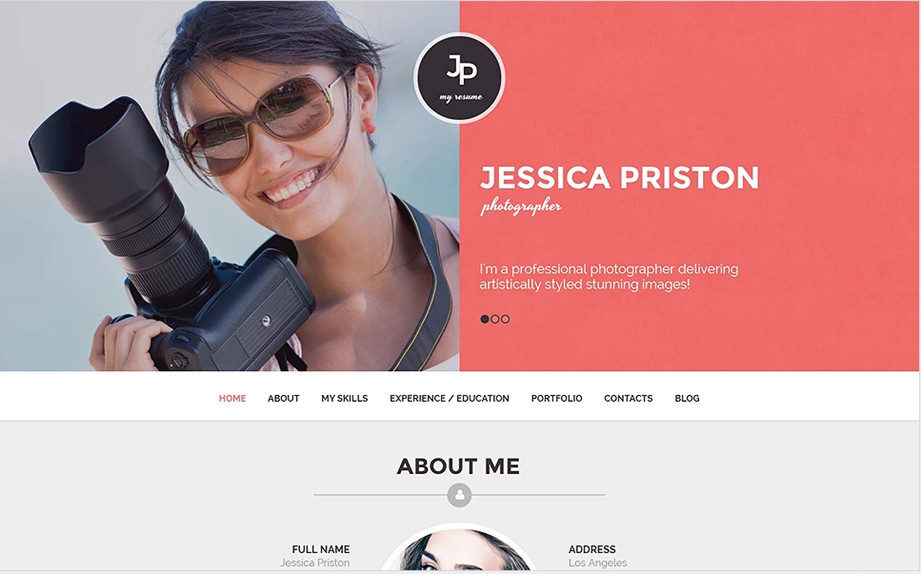 JP
my resume
JESSICA PRISTON
photographer
I'm a professional photographer delivering
artistically styled stunning images!
HOME ABOUT MY SKILLS EXPERIENCE / EDUCATION PORTFOLIO CONTACTS BLOG
ABOUT ME
FULL NAME
Jessica Priston
ADDRESS
Los Angeles